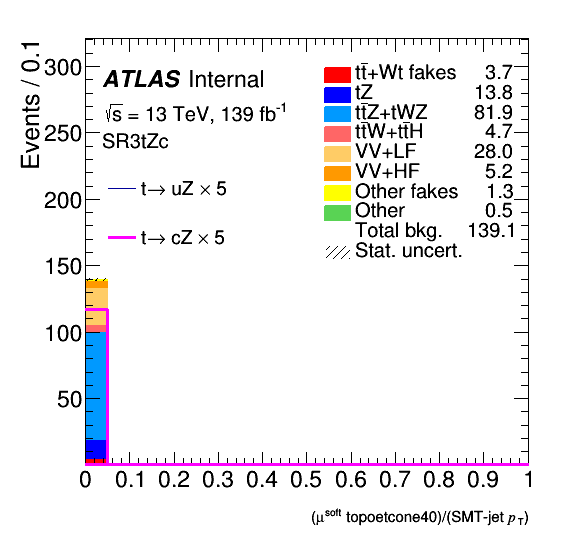 Events / 0.1
300
250
200
150
100
50
ATLAS Internal
√s = 13 TeV, 139 fb⁻¹
SR3tZc
t→ uZ × 5
t→ cZ × 5
tt̄+Wt fakes 3.7
tZ 13.8
tt̄Z+tWZ 81.9
tt̄W+tt̄H 4.7
VV+LF 28.0
VV+HF 5.2
Other fakes 1.3
Other 0.5
Total bkg. 139.1
Stat. uncert.
0 0.1 0.2 0.3 0.4 0.5 0.6 0.7 0.8 0.9 1
(μ^soft topoetcone40)/(SMT-jet p_T)